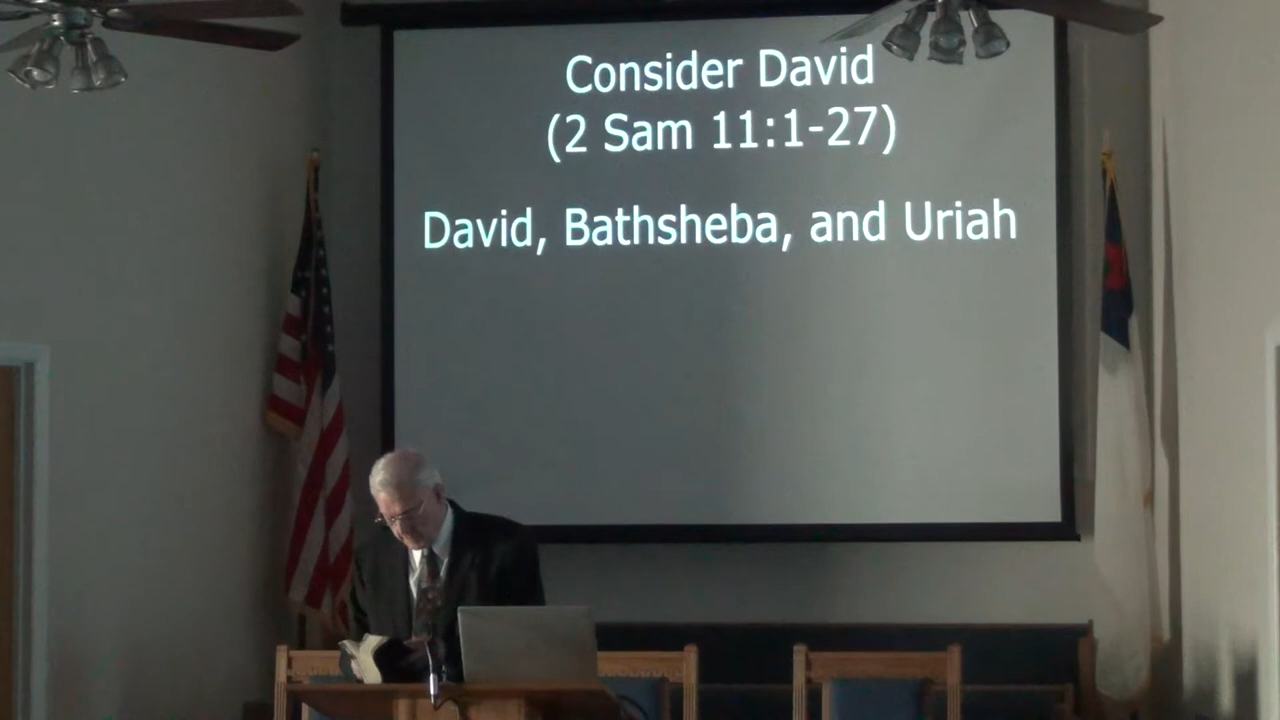 Consider David
(2 Sam 11:1-27)
David, Bathsheba, and Uriah